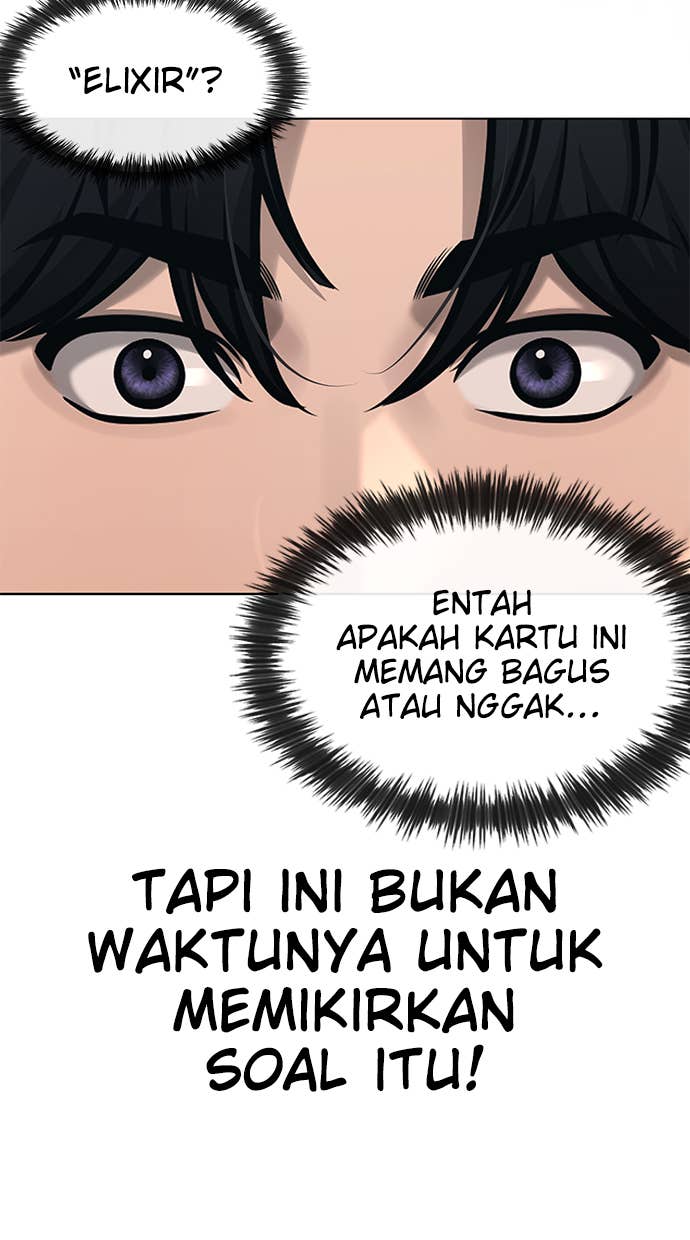 "ELIXIR"?
ENTAH
APAKAH KARTU INI
MEMANG BAGUS
ATAU NGGAK...
TAPI INI BUKAN
WAKTUNYA UNTUK
MEMIKIRKAN
SOAL ITU!